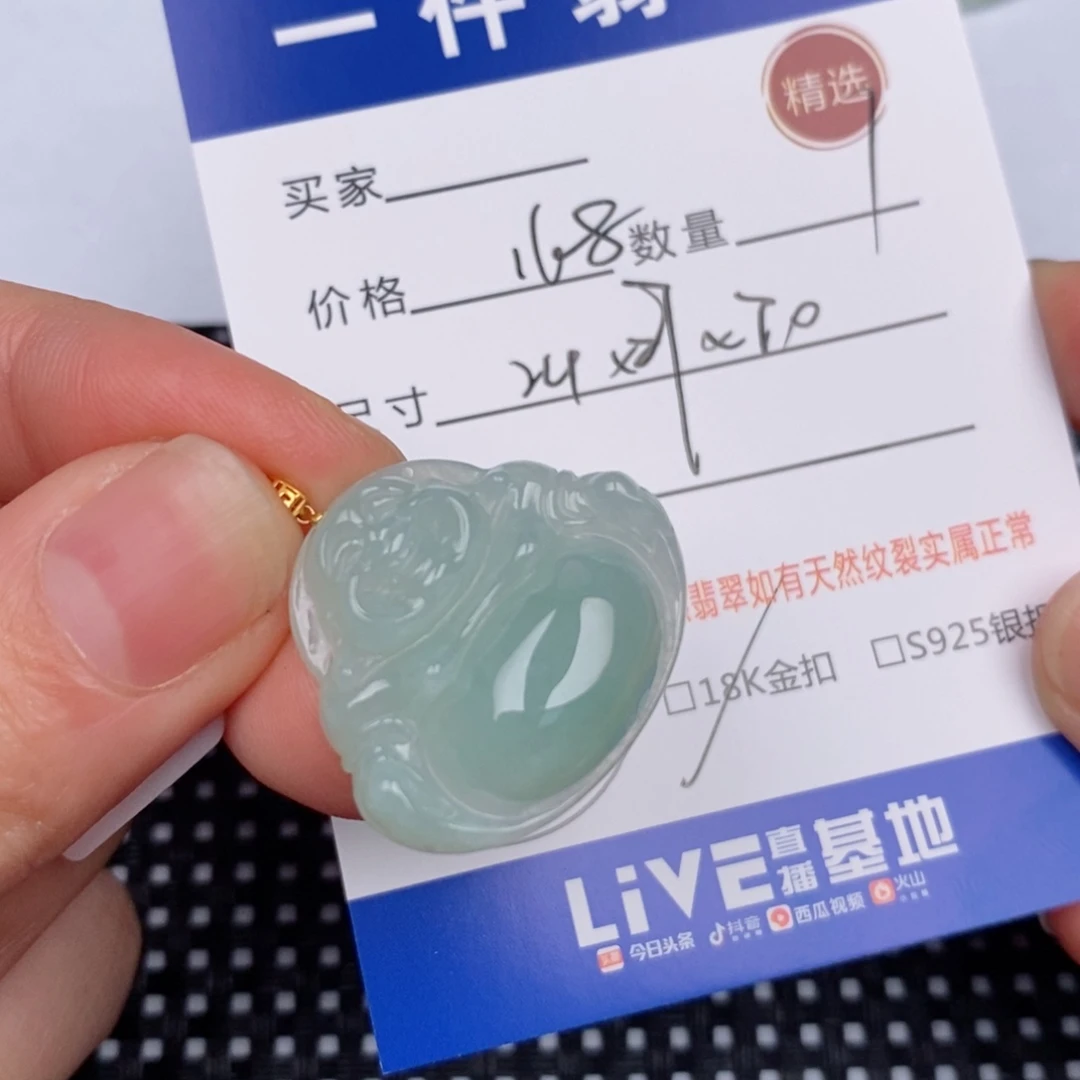 一件翡
精选
买家
价格 168 数量 1
尺寸 24
翡翠如有天然纹裂实属正常
□18K金扣 □S925银扣
LiVE直播基地
今日头条 抖音 西瓜视频 火山